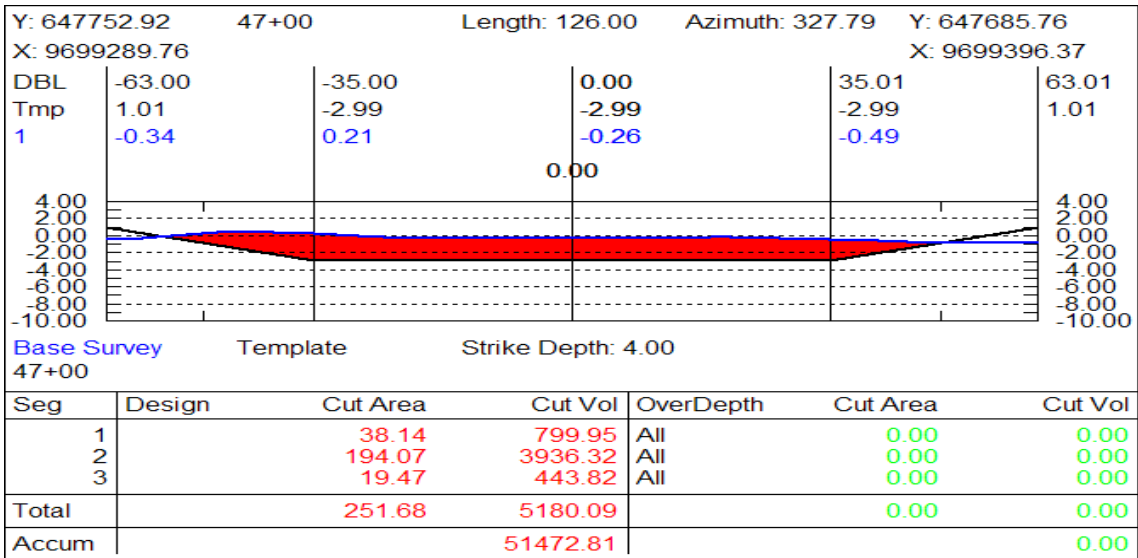 Y: 647752.92 47+00 Length: 126.00 Azimuth: 327.79 Y: 647685.76
X: 9699289.76 X: 9699396.37
DBL -63.00 -35.00 0.00 35.01 63.01
Tmp 1.01 -2.99 -2.99 -2.99 1.01
1 -0.34 0.21 -0.26 -0.49
0.00
4.00 4.00
2.00 2.00
0.00 0.00
-2.00 -2.00
-4.00 -4.00
-6.00 -6.00
-8.00 -8.00
-10.00 -10.00
Base Survey Template Strike Depth: 4.00
47+00
Seg Design Cut Area Cut Vol OverDepth Cut Area Cut Vol
1 38.14 799.95 All 0.00 0.00
2 194.07 3936.32 All 0.00 0.00
3 19.47 443.82 All 0.00 0.00
Total 251.68 5180.09 0.00 0.00
Accum 51472.81 0.00